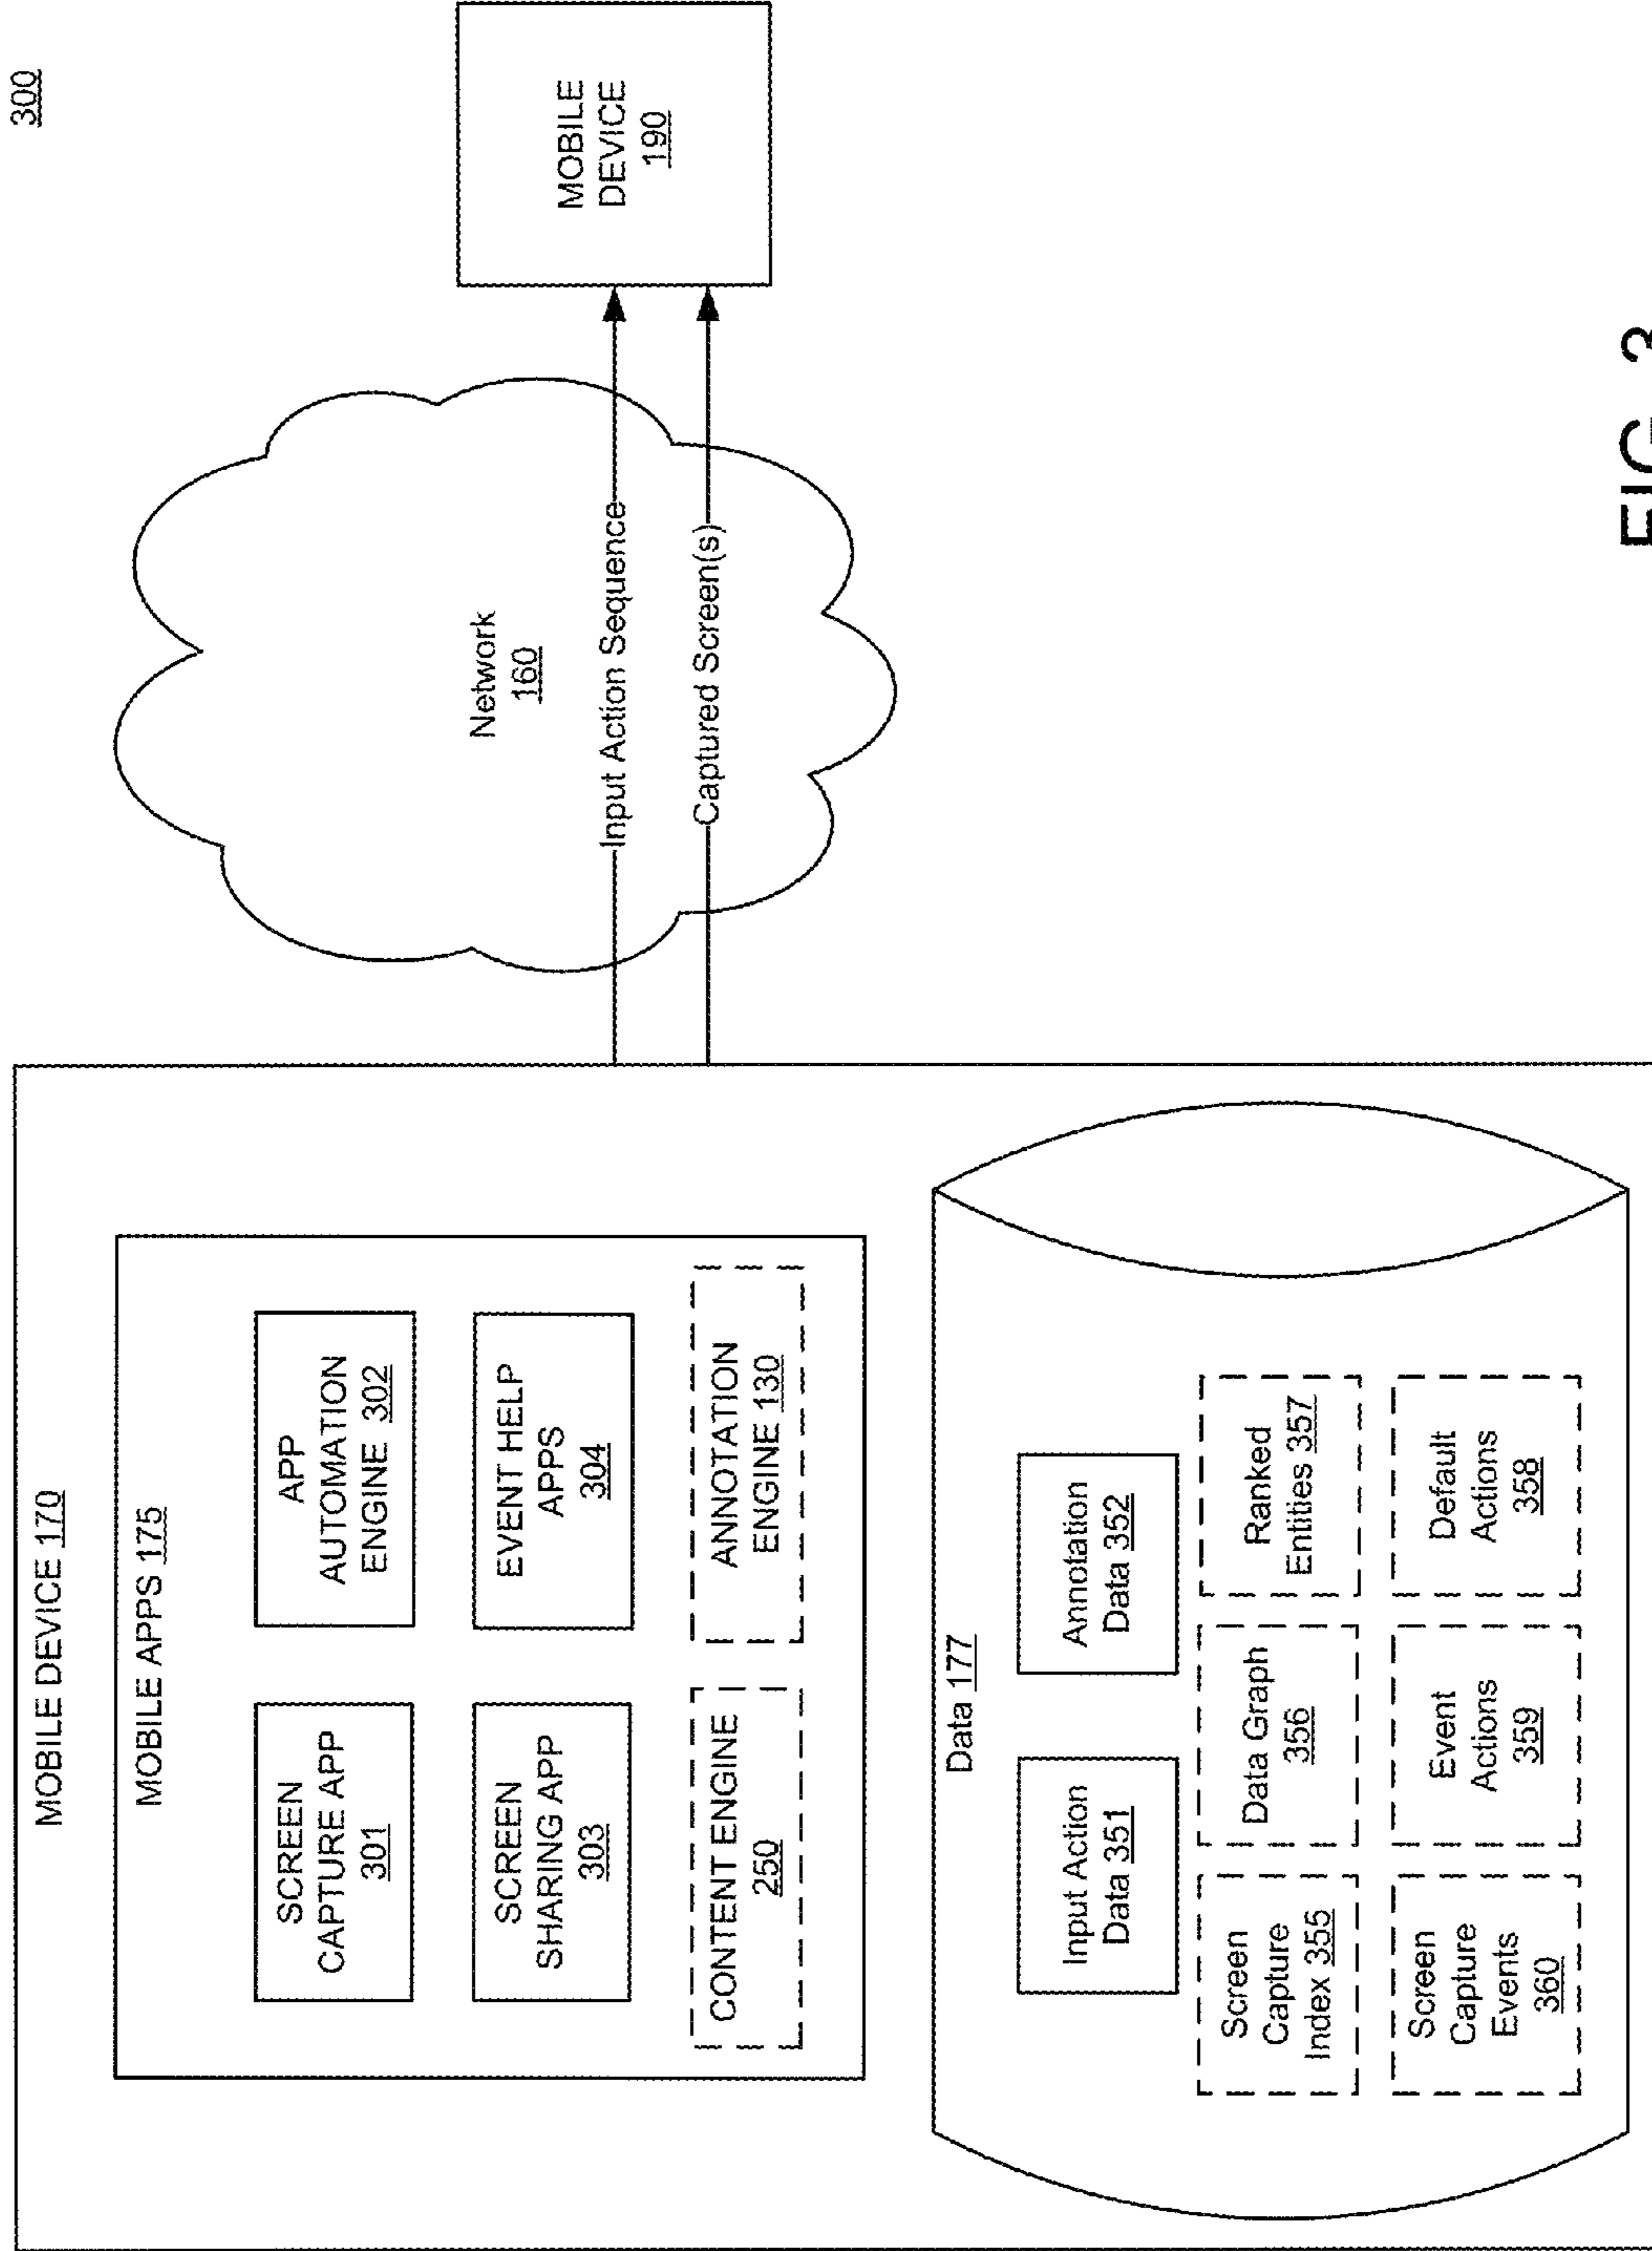 300
MOBILE DEVICE 170
MOBILE APPS 175
SCREEN
CAPTURE APP
301
APP
AUTOMATION
ENGINE 302
SCREEN
SHARING APP
303
EVENT HELP
APPS
304
CONTENT ENGINE
250
ANNOTATION
ENGINE 130
Data 177
Input Action
Data 351
Annotation
Data 352
Screen
Capture
Index 355
Data Graph
356
Ranked
Entities 357
Screen
Capture
Events
360
Event
Actions
359
Default
Actions
358
Network
160
Input Action Sequence
Captured Screen(s)
MOBILE
DEVICE
190
FIG. 3